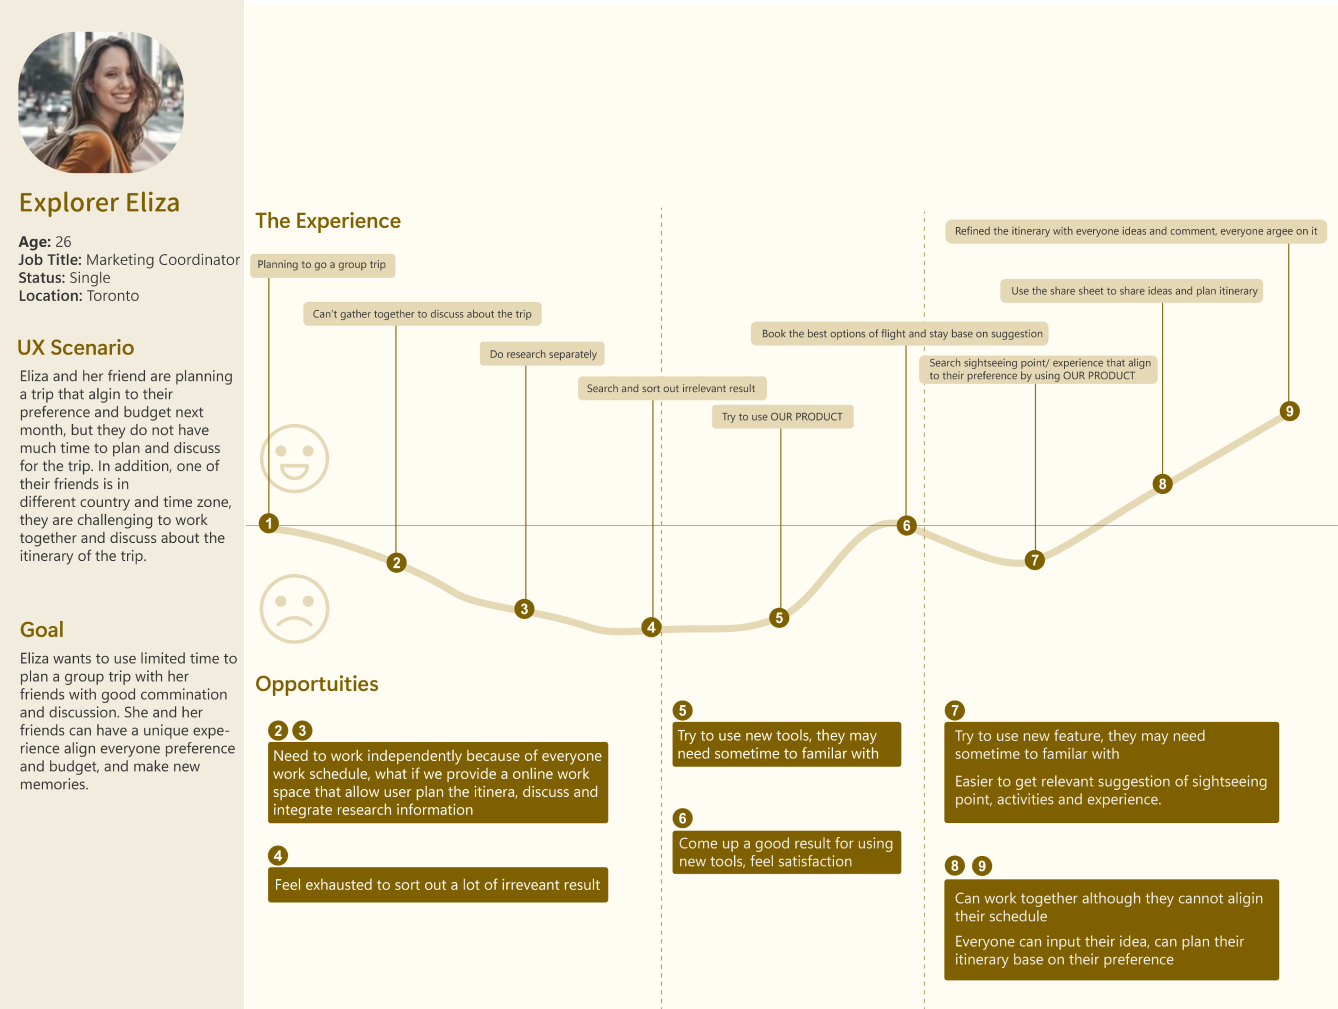 Explorer Eliza
Age: 26
Job Title: Marketing Coordinator
Status: Single
Location: Toronto
UX Scenario
Eliza and her friend are planning
a trip that algin to their
preference and budget next
month, but they do not have
much time to plan and discuss
for the trip. In addition, one of
their friends is in
different country and time zone,
they are challenging to work
together and discuss about the
itinerary of the trip.
Goal
Eliza wants to use limited time to
plan a group trip with her
friends with good commination
and discussion. She and her
friends can have a unique expe-
rience align everyone preference
and budget, and make new
memories.
The Experience
Planning to go a group trip
Can't gather together to discuss about the trip
Do research separately
Search and sort out irrelevant result
Try to use OUR PRODUCT
Book the best options of flight and stay base on suggestion
Search sightseeing point/ experience that align
to their preference by using OUR PRODUCT
Use the share sheet to share ideas and plan itinerary
Refined the itinerary with everyone ideas and comment, everyone argee on it
1
2
3
4
5
6
7
8
9
Opportuities
2 3
Need to work independently because of everyone
work schedule, what if we provide a online work
space that allow user plan the itinera, discuss and
integrate research information
4
Feel exhausted to sort out a lot of irreveant result
5
Try to use new tools, they may
need sometime to familar with
6
Come up a good result for using
new tools, feel satisfaction
7
Try to use new feature, they may need
sometime to familar with
Easier to get relevant suggestion of sightseeing
point, activities and experience.
8 9
Can work together although they cannot aligin
their schedule
Everyone can input their idea, can plan their
itinerary base on their preference